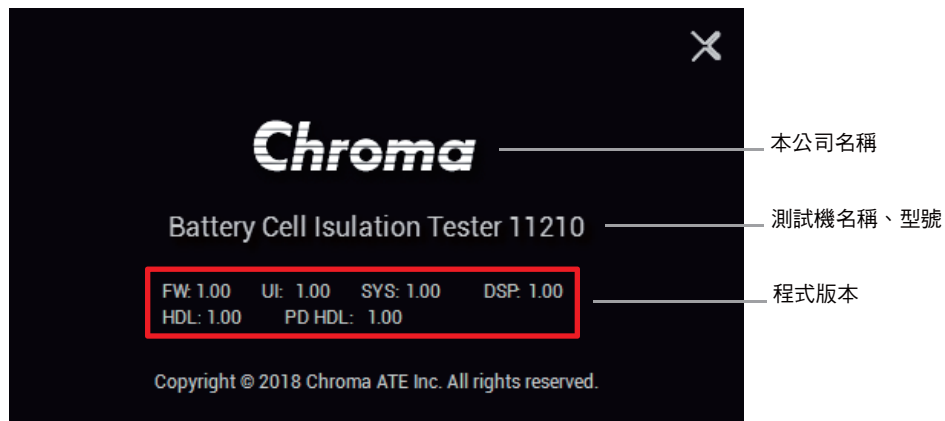 Chroma
本公司名稱
Battery Cell Isulation Tester 11210
測試機名稱、型號
FW: 1.00 UI: 1.00 SYS: 1.00 DSP: 1.00
HDL: 1.00 PD HDL: 1.00
程式版本
Copyright © 2018 Chroma ATE Inc. All rights reserved.